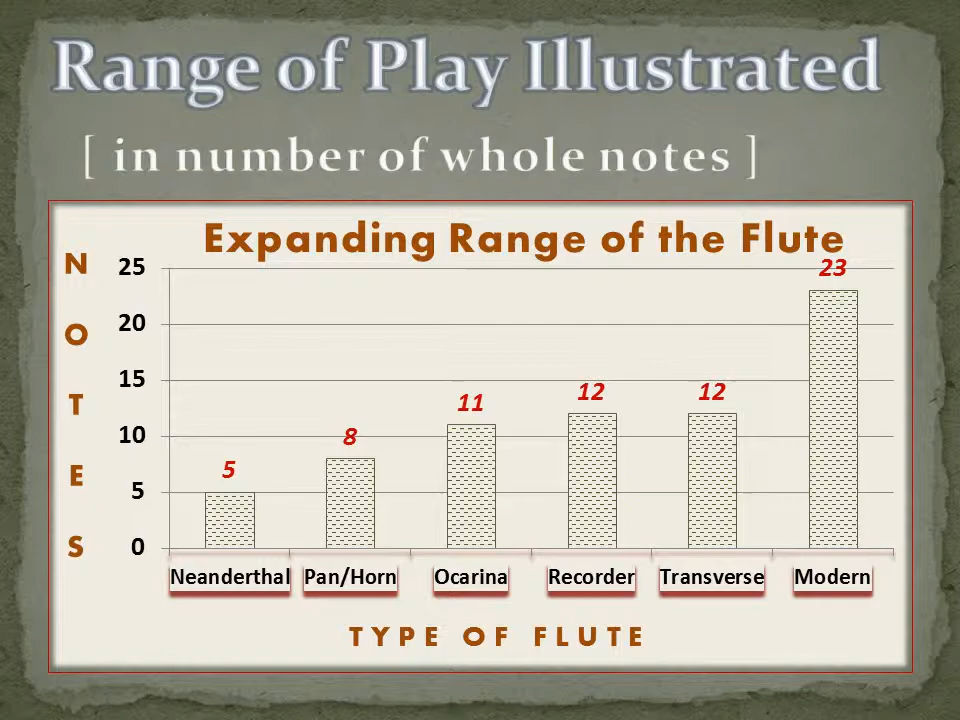 Range of Play Illustrated
[ in number of whole notes ]
Expanding Range of the Flute
NOTES
25
20
15
10
5
0
5
8
11
12
12
23
Neanderthal Pan/Horn Ocarina Recorder Transverse Modern
TYPE OF FLUTE